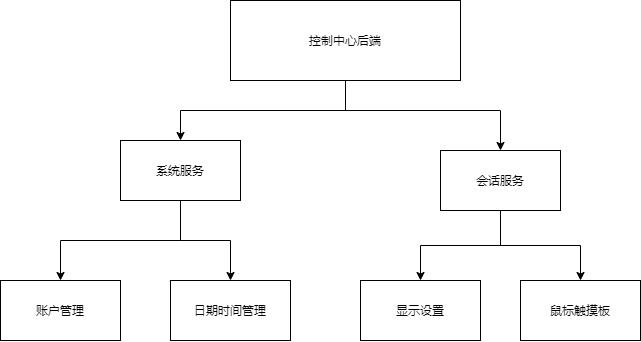 控制中心后端
系统服务
会话服务
账户管理
日期时间管理
显示设置
鼠标触摸板